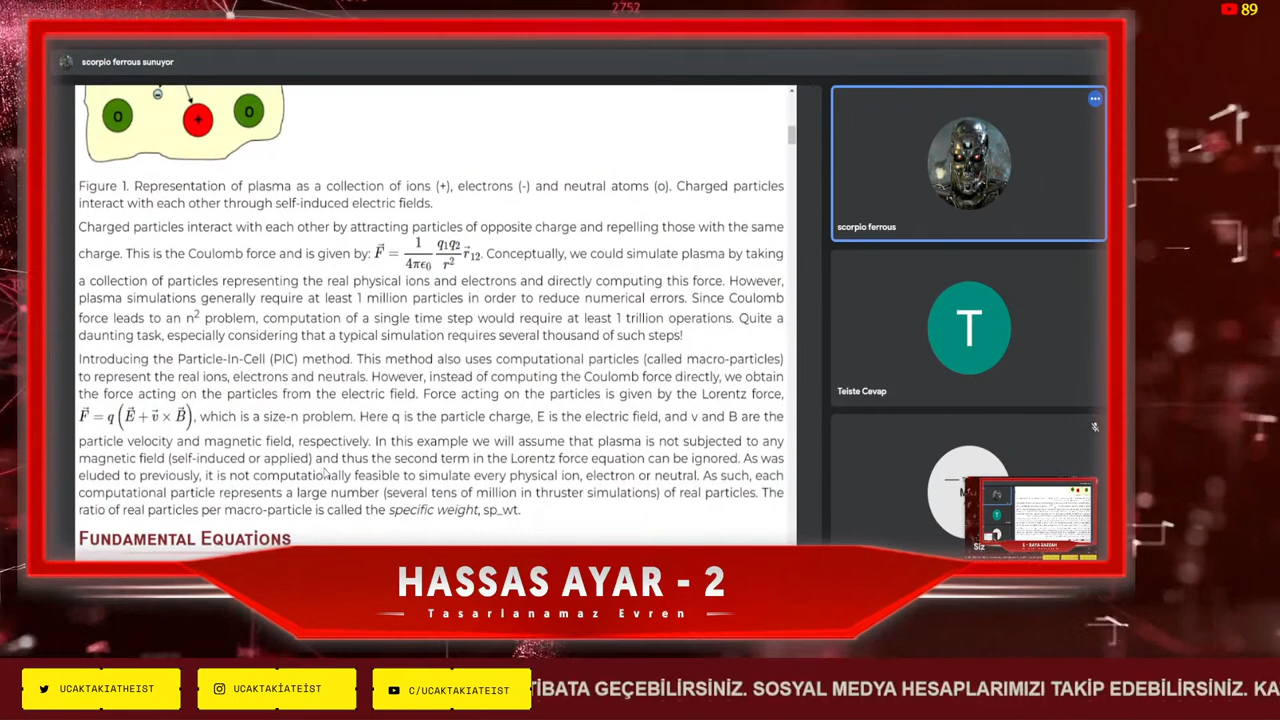 2752
89
scorpio ferrous sunuyor
o + o
-
Figure 1. Representation of plasma as a collection of ions (+), electrons (-) and neutral atoms (o). Charged particles
interact with each other through self-induced electric fields.
Charged particles interact with each other by attracting particles of opposite charge and repelling those with the same
charge. This is the Coulomb force and is given by: F⃗ = 1/(4πϵ₀) q₁q₂/r² r⃗₁₂. Conceptually, we could simulate plasma by taking
a collection of particles representing the real physical ions and electrons and directly computing this force. However,
plasma simulations generally require at least 1 million particles in order to reduce numerical errors. Since Coulomb
force leads to an n² problem, computation of a single time step would require at least 1 trillion operations. Quite a
daunting task, especially considering that a typical simulation requires several thousand of such steps!
Introducing the Particle-In-Cell (PIC) method. This method also uses computational particles (called macro-particles)
to represent the real ions, electrons and neutrals. However, instead of computing the Coulomb force directly, we obtain
the force acting on the particles from the electric field. Force acting on the particles is given by the Lorentz force,
F⃗ = q(E⃗ + v⃗ × B⃗), which is a size-n problem. Here q is the particle charge, E is the electric field, and v and B are the
particle velocity and magnetic field, respectively. In this example we will assume that plasma is not subjected to any
magnetic field (self-induced or applied) and thus the second term in the Lorentz force equation can be ignored. As was
eluded to previously, it is not computationally feasible to simulate every physical ion, electron or neutral. As such, each
computational particle represents a large number (several tens of million in thruster simulations) of real particles. The
ratio of real particles per macro-particle is called the specific weight, sp_wt.
FUNDAMENTAL EQUATİONS
scorpio ferrous
T
Teiste Cevap
Siz
HASSAS AYAR - 2
Tasarlanamaz Evren
UCAKTAKIATHEIST
UCAKTAKİATEİST
C/UCAKTAKIATEIST
TİBATA GEÇEBİLİRSİNİZ. SOSYAL MEDYA HESAPLARIMIZI TAKİP EDEBİLİRSİNİZ. KA